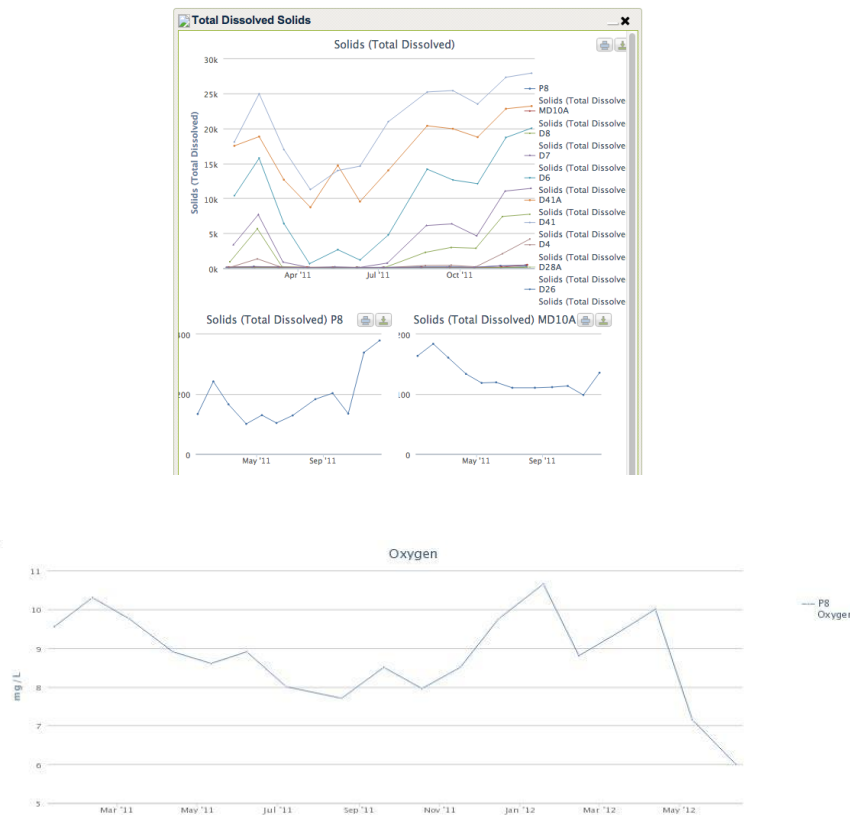 Total Dissolved Solids
Solids (Total Dissolved)
30k
25k
20k
15k
10k
5k
0k
Solids (Total Dissolved)
Apr '11
Jul '11
Oct '11
P8
Solids (Total Dissolve
MD10A
Solids (Total Dissolve
D8
Solids (Total Dissolve
D7
Solids (Total Dissolve
D6
Solids (Total Dissolve
D41A
Solids (Total Dissolve
D41
Solids (Total Dissolve
D4
Solids (Total Dissolve
D28A
Solids (Total Dissolve
D26
Solids (Total Dissolve
Solids (Total Dissolved) P8
400
200
0
May '11
Sep '11
Solids (Total Dissolved) MD10A
200
100
0
May '11
Sep '11
Oxygen
11
10
9
8
7
6
5
mg/L
Mar '11
May '11
Jul '11
Sep '11
Nov '11
Jan '12
Mar '12
May '12
P8
Oxygen